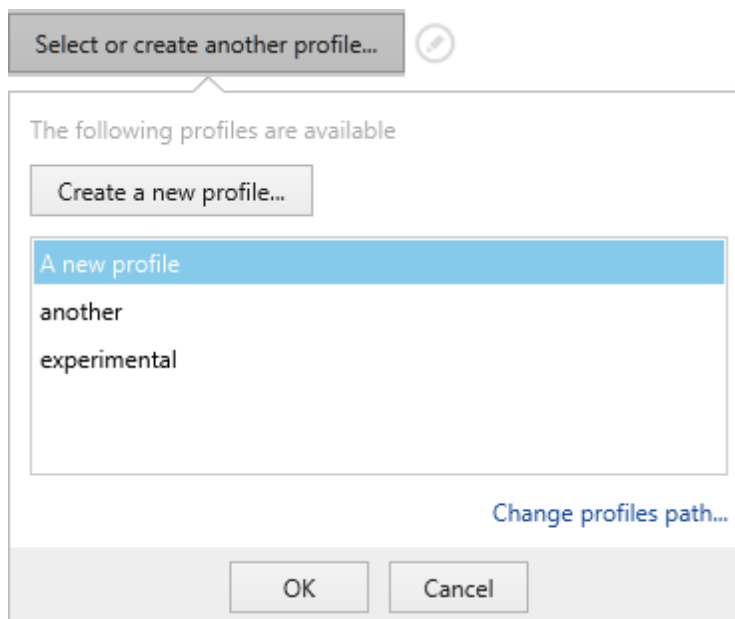 Select or create another profile...
The following profiles are available
Create a new profile...
A new profile
another
experimental
Change profiles path...
OK
Cancel